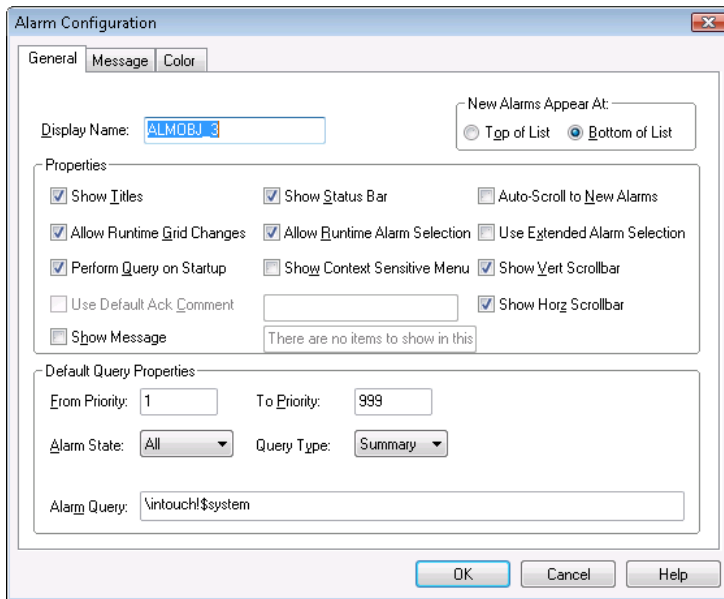 Alarm Configuration
General Message Color
New Alarms Appear At:
Display Name: ALMOBJ_3
Top of List Bottom of List
Properties
Show Titles Show Status Bar Auto-Scroll to New Alarms
Allow Runtime Grid Changes Allow Runtime Alarm Selection Use Extended Alarm Selection
Perform Query on Startup Show Context Sensitive Menu Show Vert Scrollbar
Use Default Ack Comment Show Horz Scrollbar
Show Message There are no items to show in this
Default Query Properties
From Priority: 1 To Priority: 999
Alarm State: All Query Type: Summary
Alarm Query: \intouch!$system
OK Cancel Help